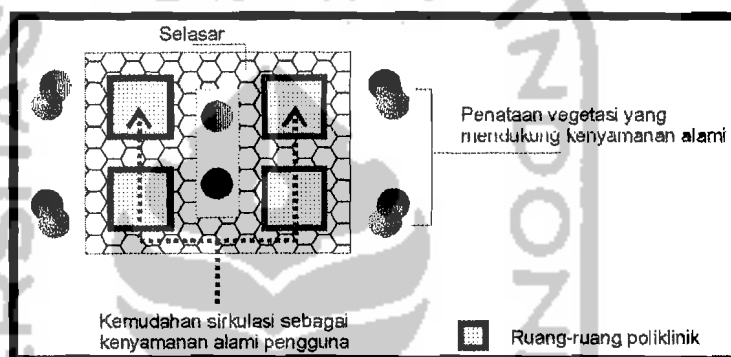 Selasar
Penataan vegetasi yang
mendukung kenyamanan alami
Kemudahan sirkulasi sebagai
kenyamanan alami pengguna
Ruang-ruang poliklinik